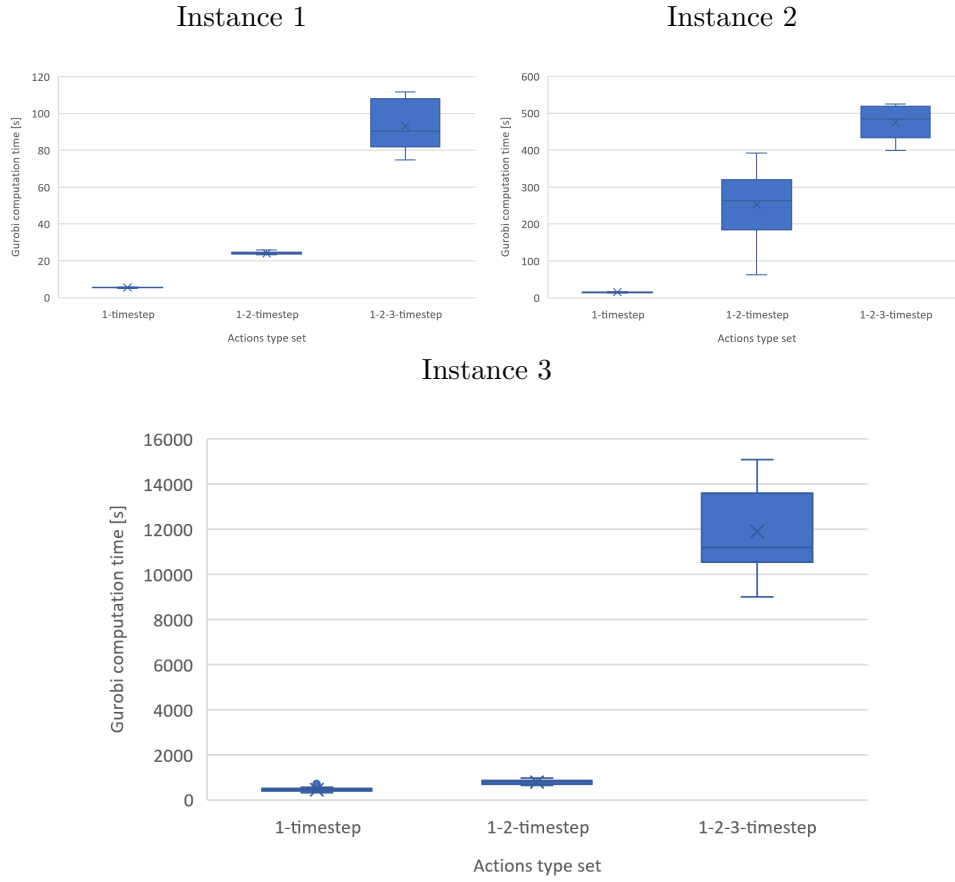 Instance 1
Gurobi computation time [s]
120
100
80
60
40
20
0
1-timestep
1-2-timestep
1-2-3-timestep
Actions type set
Instance 2
Gurobi computation time [s]
600
500
400
300
200
100
0
1-timestep
1-2-timestep
1-2-3-timestep
Actions type set
Instance 3
Gurobi computation time [s]
16000
14000
12000
10000
8000
6000
4000
2000
0
1-timestep
1-2-timestep
1-2-3-timestep
Actions type set